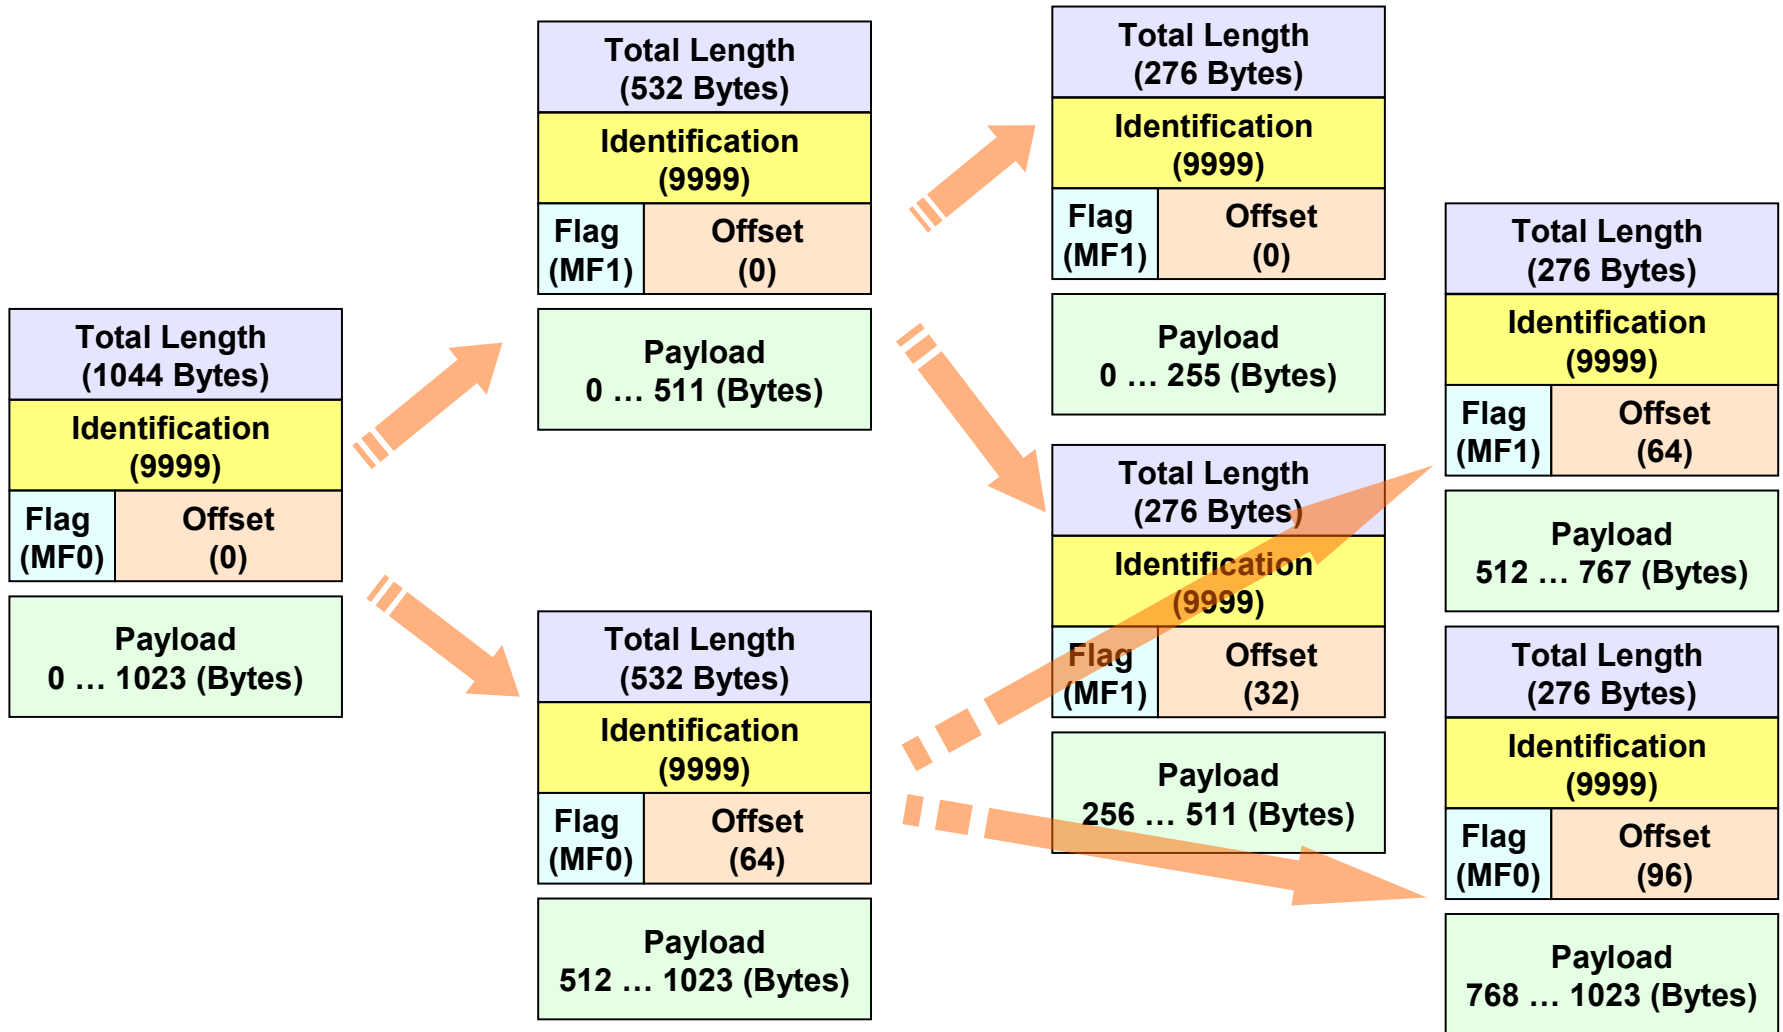 Total Length
(1044 Bytes)
Identification
(9999)
Flag
(MF0)
Offset
(0)
Payload
0 … 1023 (Bytes)
Total Length
(532 Bytes)
Identification
(9999)
Flag
(MF1)
Offset
(0)
Payload
0 … 511 (Bytes)
Total Length
(532 Bytes)
Identification
(9999)
Flag
(MF0)
Offset
(64)
Payload
512 … 1023 (Bytes)
Total Length
(276 Bytes)
Identification
(9999)
Flag
(MF1)
Offset
(0)
Payload
0 … 255 (Bytes)
Total Length
(276 Bytes)
Identification
(9999)
Flag
(MF1)
Offset
(32)
Payload
256 … 511 (Bytes)
Total Length
(276 Bytes)
Identification
(9999)
Flag
(MF1)
Offset
(64)
Payload
512 … 767 (Bytes)
Total Length
(276 Bytes)
Identification
(9999)
Flag
(MF0)
Offset
(96)
Payload
768 … 1023 (Bytes)